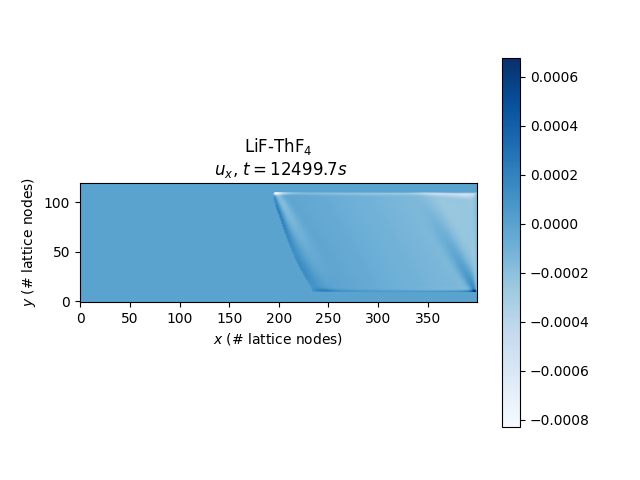 LiF-ThF₄
uₓ, t = 12499.7s
y (# lattice nodes)
100
50
0
0 50 100 150 200 250 300 350
x (# lattice nodes)
0.0006
0.0004
0.0002
0.0000
−0.0002
−0.0004
−0.0006
−0.0008